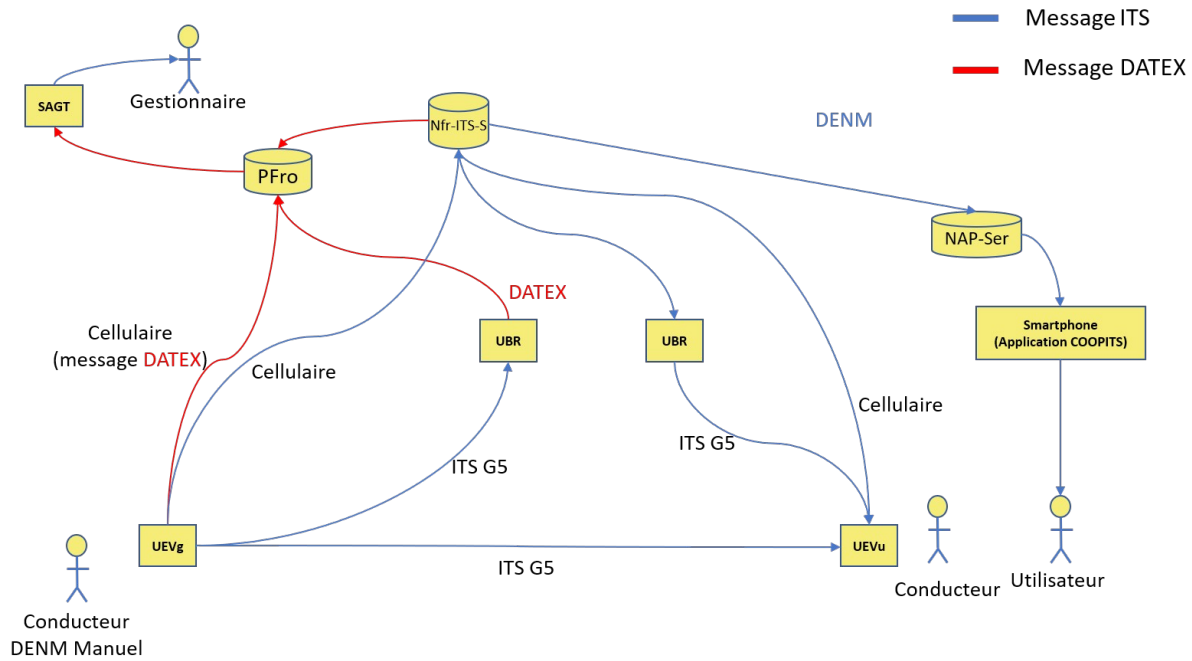 Message ITS
Message DATEX
SAGT
Gestionnaire
Nfr-ITS-S
DENM
PFro
NAP-Ser
DATEX
Cellulaire
(message DATEX)
UBR
UBR
Smartphone
(Application COOPITS)
Cellulaire
Cellulaire
ITS G5
ITS G5
UEVg
UEVu
ITS G5
Conducteur
Utilisateur
Conducteur
DENM Manuel